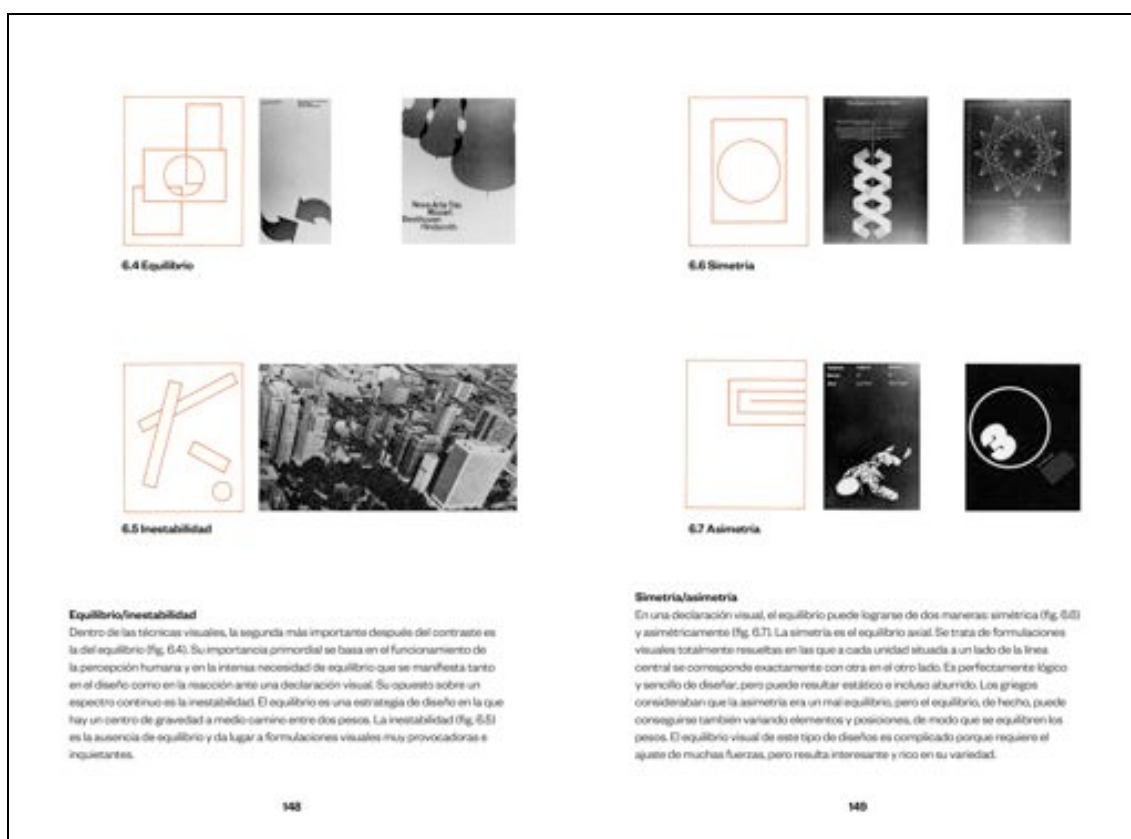 Nova Arte Trio
Mozart
Beethoven
Hindemith
6.4 Equilibrio
6.5 Inestabilidad
Equilibrio/inestabilidad
Dentro de las técnicas visuales, la segunda más importante después del contraste es
la del equilibrio (fig. 6.4). Su importancia primordial se basa en el funcionamiento de
la percepción humana y en la intensa necesidad de equilibrio que se manifiesta tanto
en el diseño como en la reacción ante una declaración visual. Su opuesto sobre un
espectro continuo es la inestabilidad. El equilibrio es una estrategia de diseño en la que
hay un centro de gravedad a medio camino entre dos pesos. La inestabilidad (fig. 6.5)
es la ausencia de equilibrio y da lugar a formulaciones visuales muy provocadoras e
inquietantes.
148
6.6 Simetría
6.7 Asimetría
Simetría/asimetría
En una declaración visual, el equilibrio puede lograrse de dos maneras: simétrica (fig. 6.6)
y asimétricamente (fig. 6.7). La simetría es el equilibrio axial. Se trata de formulaciones
visuales totalmente resueltas en las que a cada unidad situada a un lado de la línea
central se corresponde exactamente con otra en el otro lado. Es perfectamente lógico
y sencillo de diseñar, pero puede resultar estático e incluso aburrido. Los griegos
consideraban que la asimetría era un mal equilibrio, pero el equilibrio, de hecho, puede
conseguirse también variando elementos y posiciones, de modo que se equilibren los
pesos. El equilibrio visual de este tipo de diseños es complicado porque requiere el
ajuste de muchas fuerzas, pero resulta interesante y rico en su variedad.
149